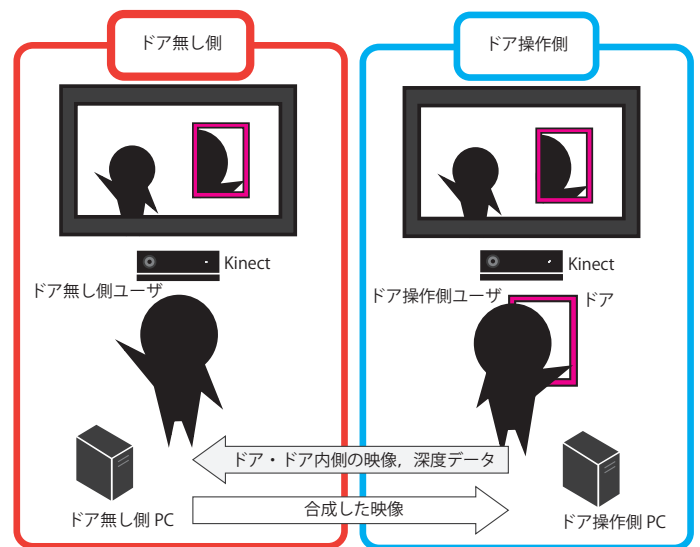 ドア無し側
ドア操作側
Kinect
Kinect
ドア無し側ユーザ
ドア操作側ユーザ
ドア
ドア・ドア内側の映像，深度データ
合成した映像
ドア無し側 PC
ドア操作側 PC